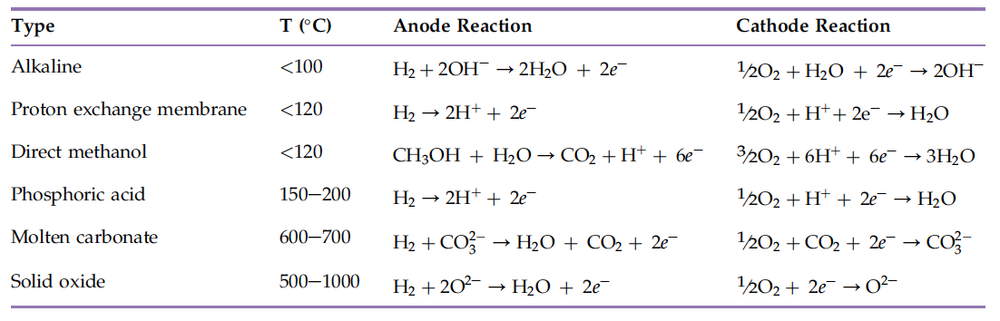 Type T (°C) Anode Reaction Cathode Reaction
Alkaline <100 H₂ + 2OH⁻ → 2H₂O + 2e⁻ ½O₂ + H₂O + 2e⁻ → 2OH⁻
Proton exchange membrane <120 H₂ → 2H⁺ + 2e⁻ ½O₂ + H⁺ + 2e⁻ → H₂O
Direct methanol <120 CH₃OH + H₂O → CO₂ + H⁺ + 6e⁻ 3⁄2O₂ + 6H⁺ + 6e⁻ → 3H₂O
Phosphoric acid 150–200 H₂ → 2H⁺ + 2e⁻ ½O₂ + H⁺ + 2e⁻ → H₂O
Molten carbonate 600–700 H₂ + CO₃²⁻ → H₂O + CO₂ + 2e⁻ ½O₂ + CO₂ + 2e⁻ → CO₃²⁻
Solid oxide 500–1000 H₂ + 2O²⁻ → H₂O + 2e⁻ ½O₂ + 2e⁻ → O²⁻